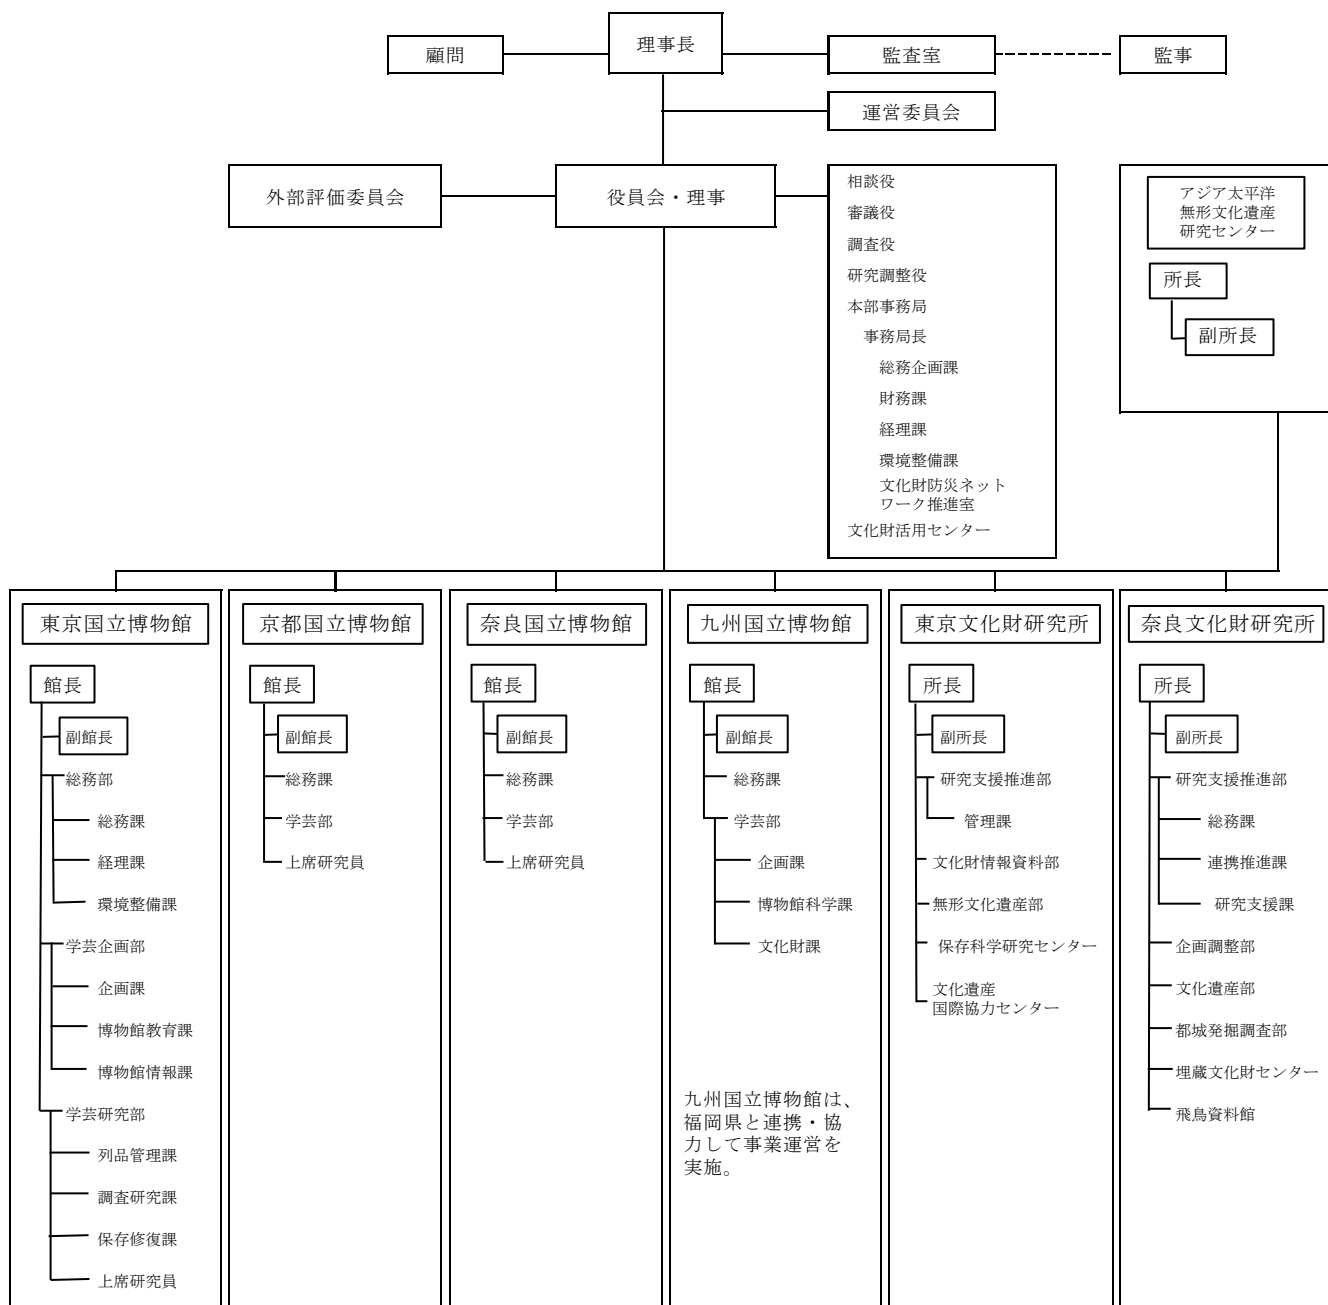 顧問
理事長
監査室
監事
運営委員会
外部評価委員会
役員会・理事
相談役
審議役
調査役
研究調整役
本部事務局
事務局長
総務企画課
財務課
経理課
環境整備課
文化財防災ネット
ワーク推進室
文化財活用センター
アジア太平洋
無形文化遺産
研究センター
所長
副所長
東京国立博物館
館長
副館長
総務部
総務課
経理課
環境整備課
学芸企画部
企画課
博物館教育課
博物館情報課
学芸研究部
列品管理課
調査研究課
保存修復課
上席研究員
京都国立博物館
館長
副館長
総務課
学芸部
上席研究員
奈良国立博物館
館長
副館長
総務課
学芸部
上席研究員
九州国立博物館
館長
副館長
総務課
学芸部
企画課
博物館科学課
文化財課
九州国立博物館は、
福岡県と連携・協
力して事業運営を
実施。
東京文化財研究所
所長
副所長
研究支援推進部
管理課
文化財情報資料部
無形文化遺産部
保存科学研究センター
文化遺産
国際協力センター
奈良文化財研究所
所長
副所長
研究支援推進部
総務課
連携推進課
研究支援課
企画調整部
文化遺産部
都城発掘調査部
埋蔵文化財センター
飛鳥資料館